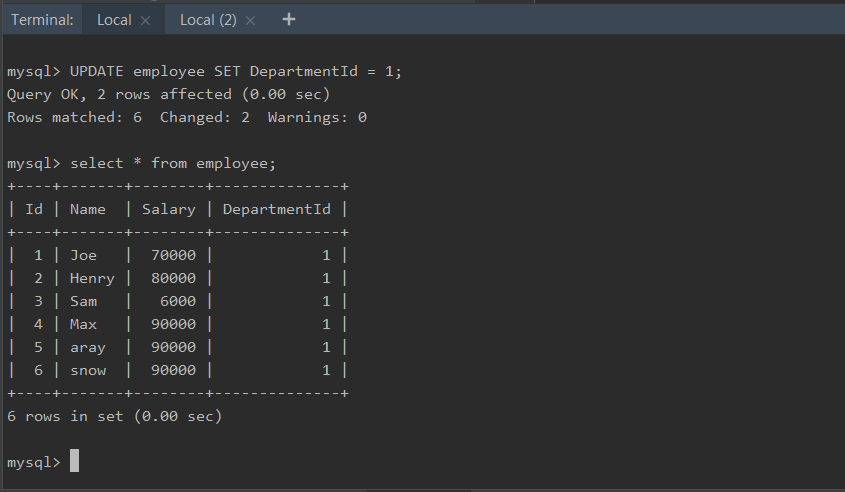 Terminal: Local × Local (2) × +
mysql> UPDATE employee SET DepartmentId = 1;
Query OK, 2 rows affected (0.00 sec)
Rows matched: 6  Changed: 2  Warnings: 0
mysql> select * from employee;
+----+-------+--------+--------------+
| Id | Name  | Salary | DepartmentId |
+----+-------+--------+--------------+
|  1 | Joe   |  70000 |            1 |
|  2 | Henry |  80000 |            1 |
|  3 | Sam   |   6000 |            1 |
|  4 | Max   |  90000 |            1 |
|  5 | aray  |  90000 |            1 |
|  6 | snow  |  90000 |            1 |
+----+-------+--------+--------------+
6 rows in set (0.00 sec)
mysql>